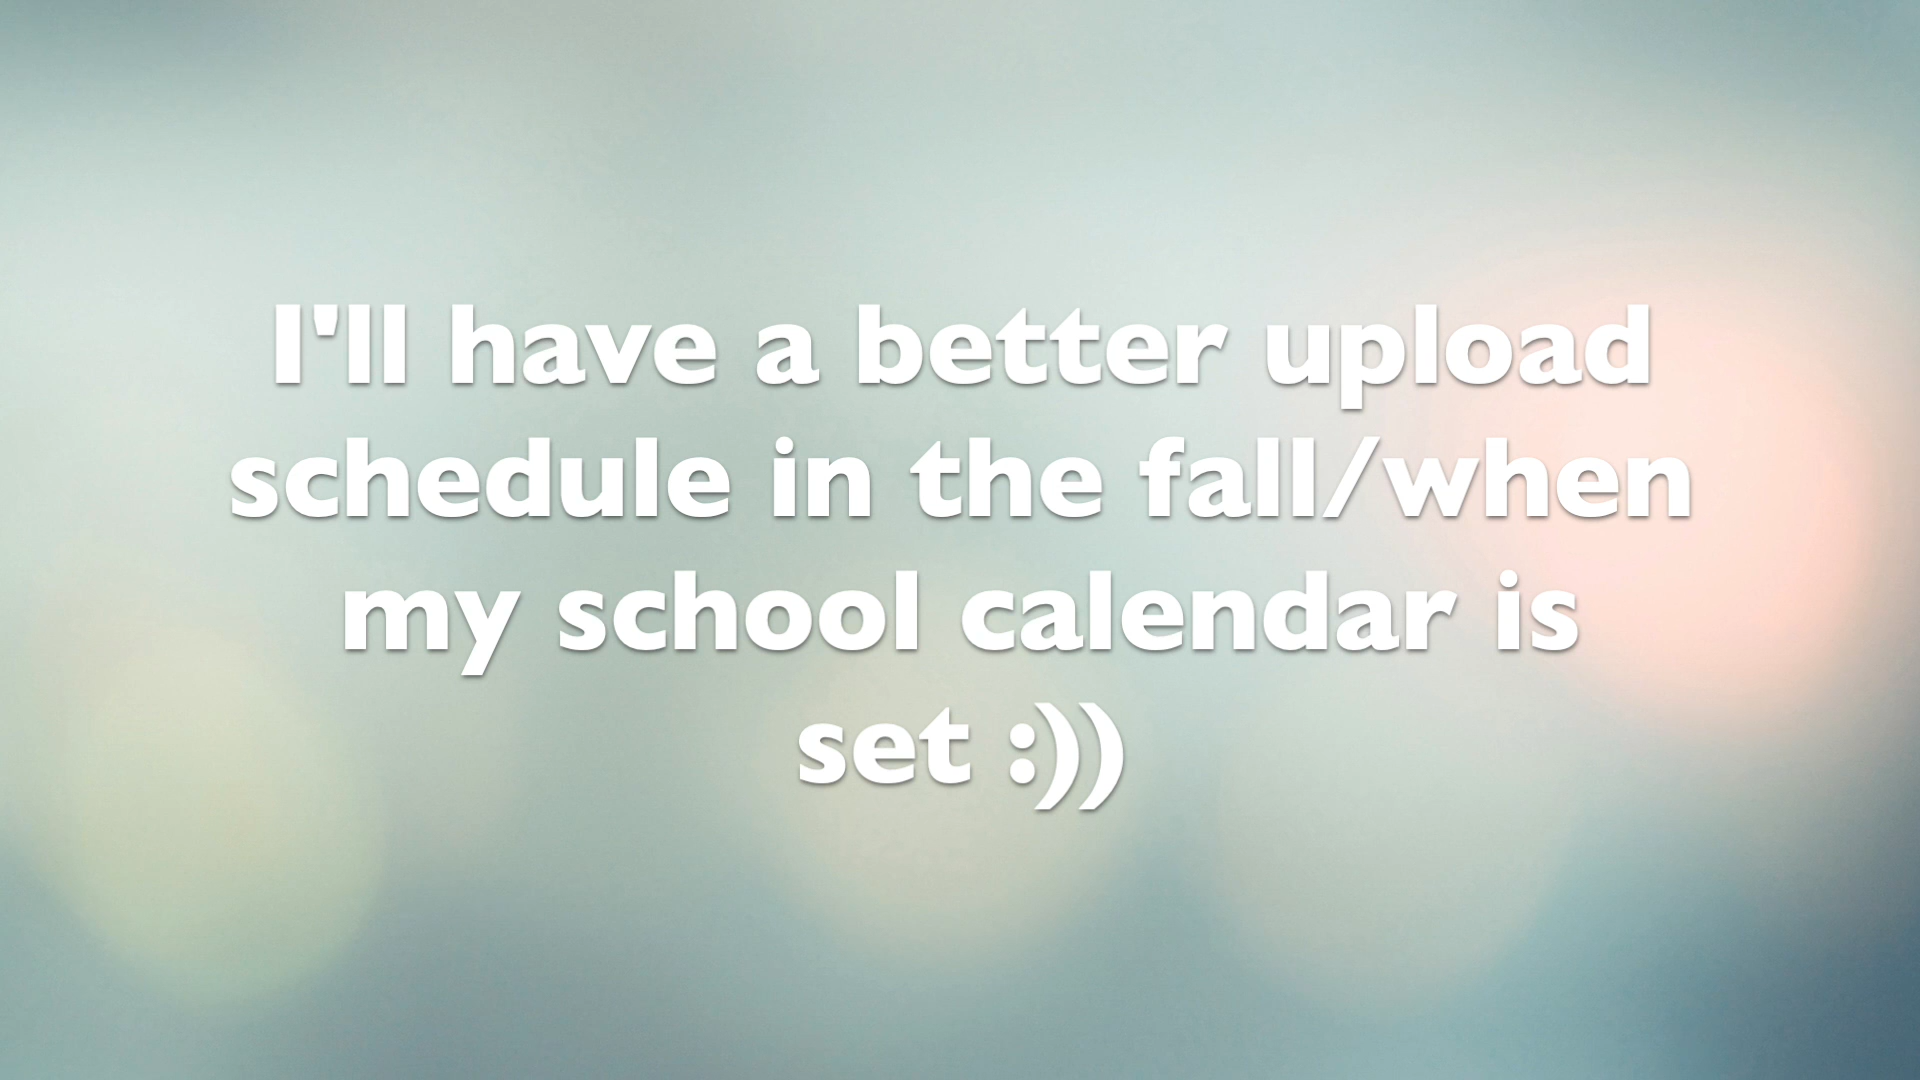 I'll have a better upload
schedule in the fall/when
my school calendar is
set :))